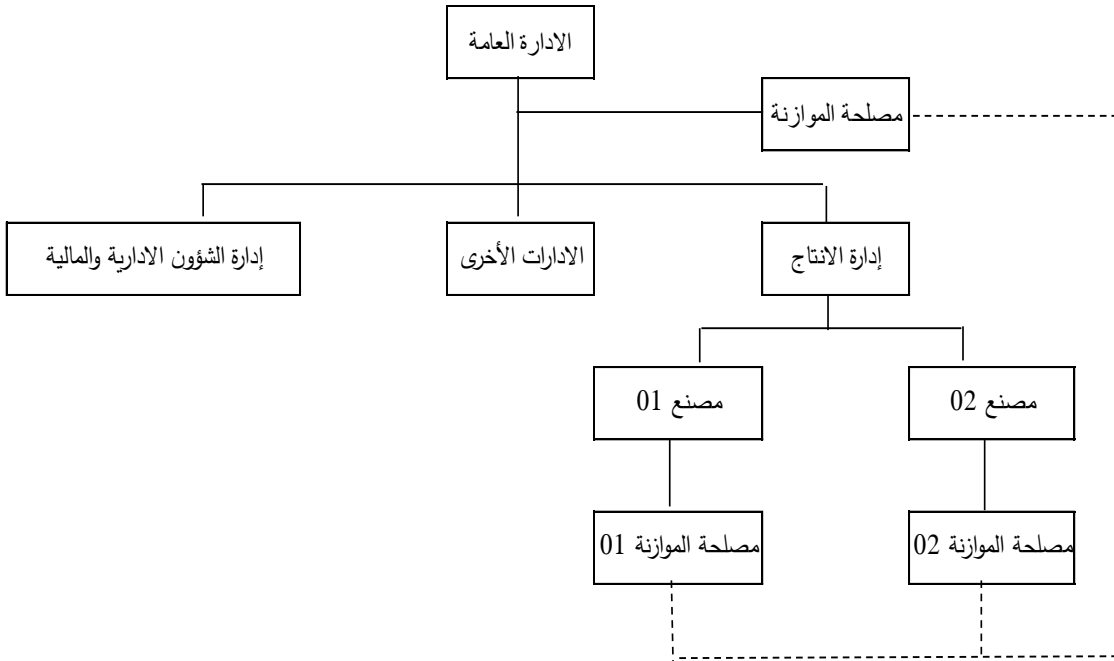 الادارة العامة
مصلحة الموازنة
إدارة الانتاج
الادارات الأخرى
إدارة الشؤون الادارية والمالية
مصنع 02
مصنع 01
مصلحة الموازنة 02
مصلحة الموازنة 01